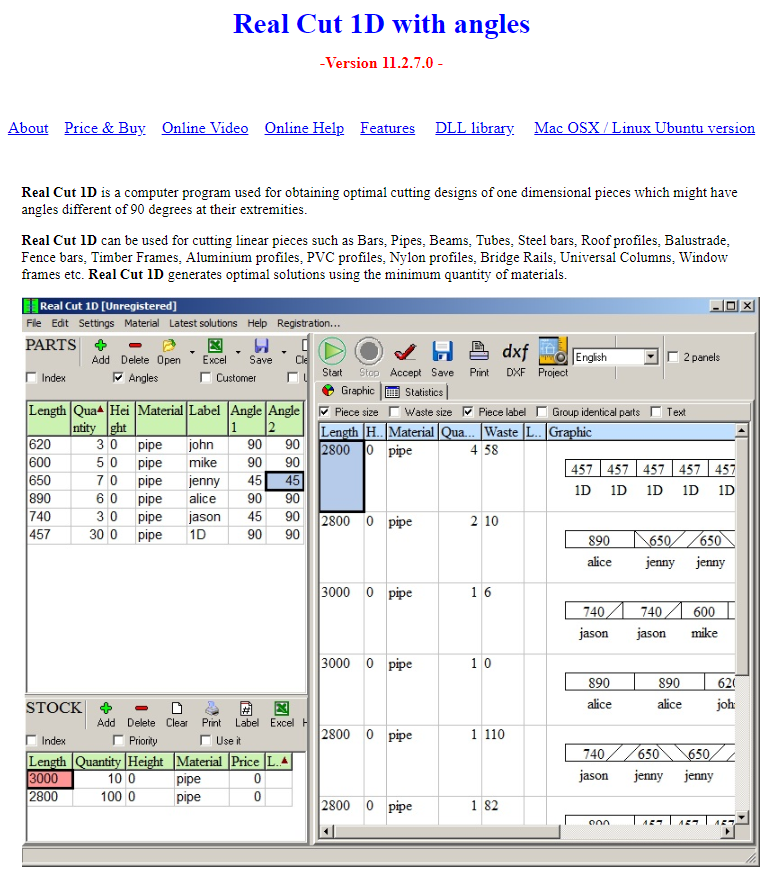 Real Cut 1D with angles
-Version 11.2.7.0 -
About Price & Buy Online Video Online Help Features DLL library Mac OSX / Linux Ubuntu version
Real Cut 1D is a computer program used for obtaining optimal cutting designs of one dimensional pieces which might have
angles different of 90 degrees at their extremities.
Real Cut 1D can be used for cutting linear pieces such as Bars, Pipes, Beams, Tubes, Steel bars, Roof profiles, Balustrade,
Fence bars, Timber Frames, Aluminium profiles, PVC profiles, Nylon profiles, Bridge Rails, Universal Columns, Window
frames etc. Real Cut 1D generates optimal solutions using the minimum quantity of materials.
Real Cut 1D [Unregistered]
File Edit Settings Material Latest solutions Help Registration...
PARTS
Add Delete Open Excel Save Cle
Index Angles Customer L
Length Qua Hei Material Label Angle Angle
ntity ght 1 2
620 3 0 pipe john 90 90
600 5 0 pipe mike 90 90
650 7 0 pipe jenny 45 45
890 6 0 pipe alice 90 90
740 3 0 pipe jason 45 90
457 30 0 pipe 1D 90 90
STOCK
Add Delete Clear Print Label Excel H
Index Priority Use it
Length Quantity Height Material Price L..
3000 10 0 pipe 0
2800 100 0 pipe 0
dxf
English
2 panels
Start Stop Accept Save Print DXF Project
Graphic Statistics
Piece size Waste size Piece label Group identical parts Text
Length H.. Material Qua... Waste L.. Graphic
2800 0 pipe 4 58
457 457 457 457 457
1D 1D 1D 1D 1D
2800 0 pipe 2 10
890 650 650
alice jenny jenny
3000 0 pipe 1 6
740 740 600
jason jason mike
3000 0 pipe 1 0
890 890 620
alice alice joh
2800 0 pipe 1 110
740 650 650
jason jenny jenny
2800 0 pipe 1 82
890 457 457 457